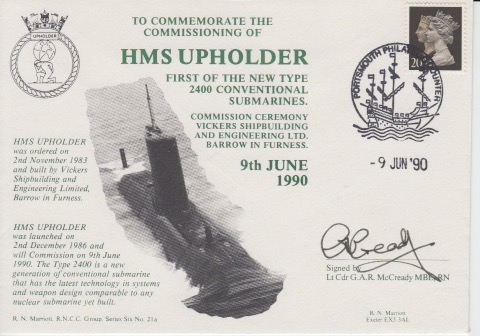 UPHOLDER
TO COMMEMORATE THE
COMMISSIONING OF
HMS UPHOLDER
FIRST OF THE NEW TYPE
2400 CONVENTIONAL
SUBMARINES.
COMMISSION CEREMONY
VICKERS SHIPBUILDING
AND ENGINEERING LTD.
BARROW IN FURNESS.
9th JUNE
1990
20
PORTSMOUTH PHILATELIC COUNTER
- 9 JUN '90
HMS UPHOLDER
was ordered on
2nd November 1983
and built by Vickers
Shipbuilding and
Engineering Limited,
Barrow in Furness.
HMS UPHOLDER
was launched on
2nd December 1986 and
will Commission on 9th June
1990. The Type 2400 is a new
generation of conventional submarine
that has the latest technology in systems
and weapon design comparable to any
nuclear submarine yet built.
Signed by
Lt Cdr G.A.R. McCready MBE RN
R. N. Marriott. R.N.C.C. Group. Series Six No. 21a
R. N. Marriott
Exeter EX5 3AL